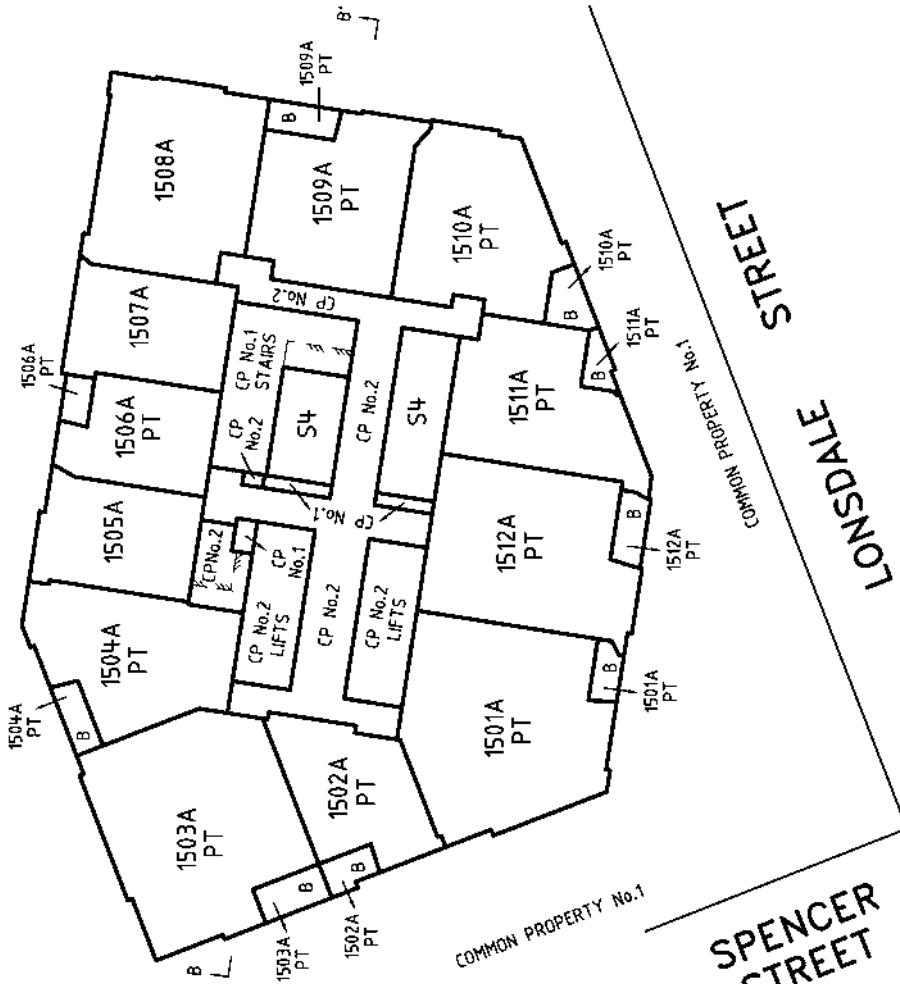 B'
1509A
PT
B
1508A
1509A
PT
1510A
PT
1510A
PT
B
1507A
1506A
PT
CP No.2
CP No.1
STAIRS
1511A
PT
B
STREET
1506A
PT
CP
No.2
S4
CP No.2
S4
1511A
PT
COMMON PROPERTY No.1
1505A
CP No.1
CPNo.2
CP
No.1
1512A
PT
B
1512A
PT
LONSDALE
1504A
PT
CP No.2
LIFTS
CP No.2
CP No.2
LIFTS
1504A
PT
B
1501A
PT
B
1501A
PT
1503A
PT
1502A
PT
B
1503A
PT
B
1502A
PT
B
COMMON PROPERTY No.1
SPENCER
STREET